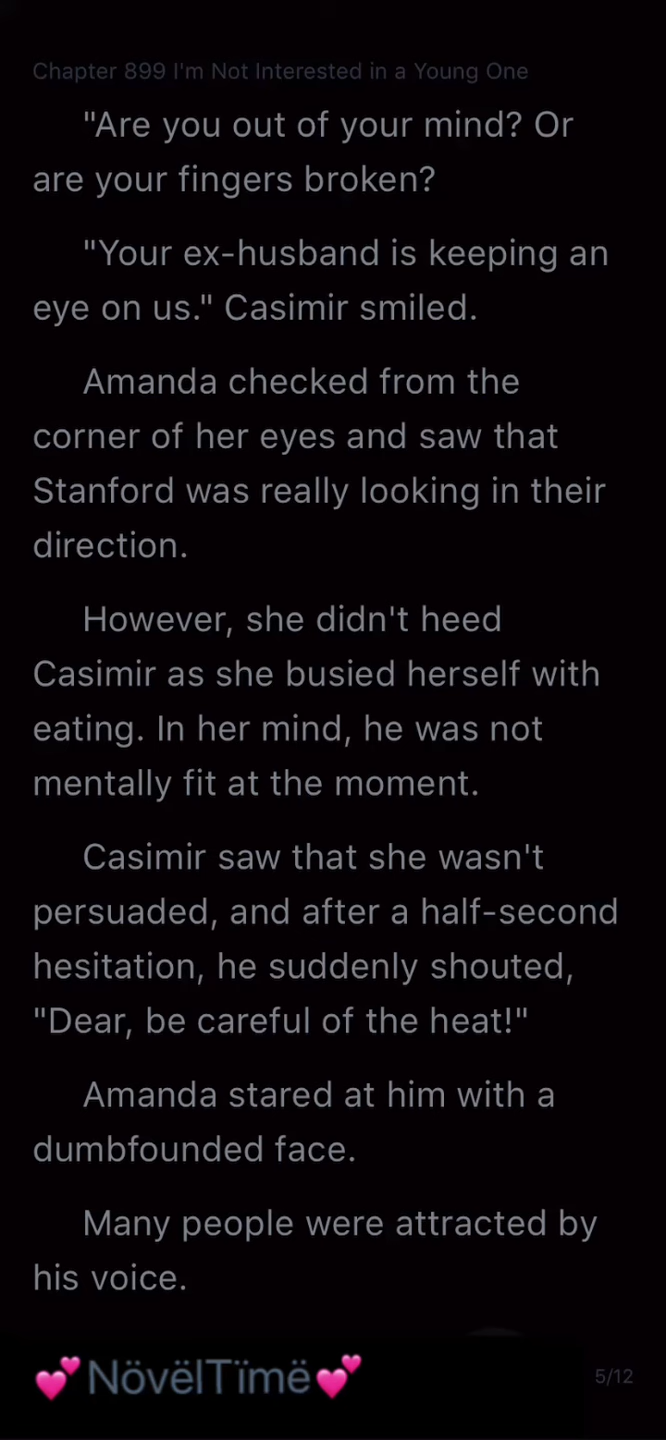 Chapter 899 I'm Not Interested in a Young One
"Are you out of your mind? Or
are your fingers broken?
"Your ex-husband is keeping an
eye on us." Casimir smiled.
Amanda checked from the
corner of her eyes and saw that
Stanford was really looking in their
direction.
However, she didn't heed
Casimir as she busied herself with
eating. In her mind, he was not
mentally fit at the moment.
Casimir saw that she wasn't
persuaded, and after a half-second
hesitation, he suddenly shouted,
"Dear, be careful of the heat!"
Amanda stared at him with a
dumbfounded face.
Many people were attracted by
his voice.
💕NövëlTïmë💕
5/12